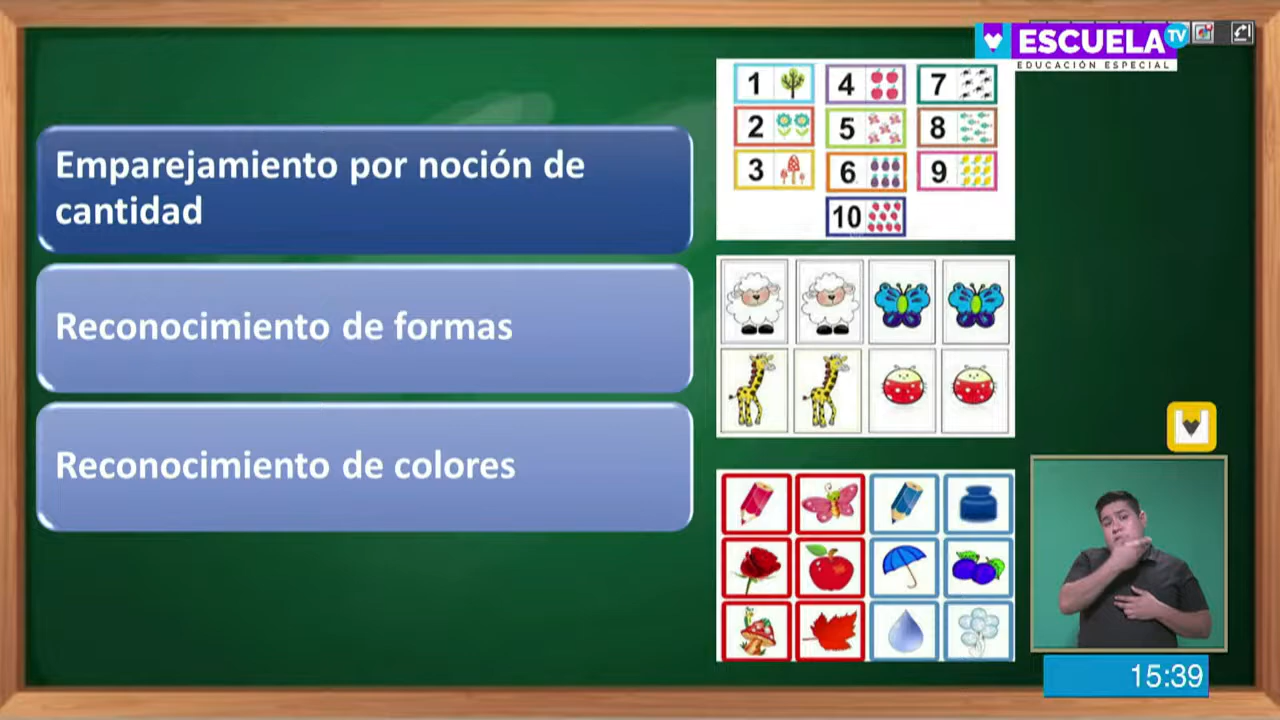 ESCUELA TV
EDUCACIÓN ESPECIAL
Emparejamiento por noción de
cantidad
Reconocimiento de formas
Reconocimiento de colores
1 4 7
2 5 8
3 6 9
10
15:39